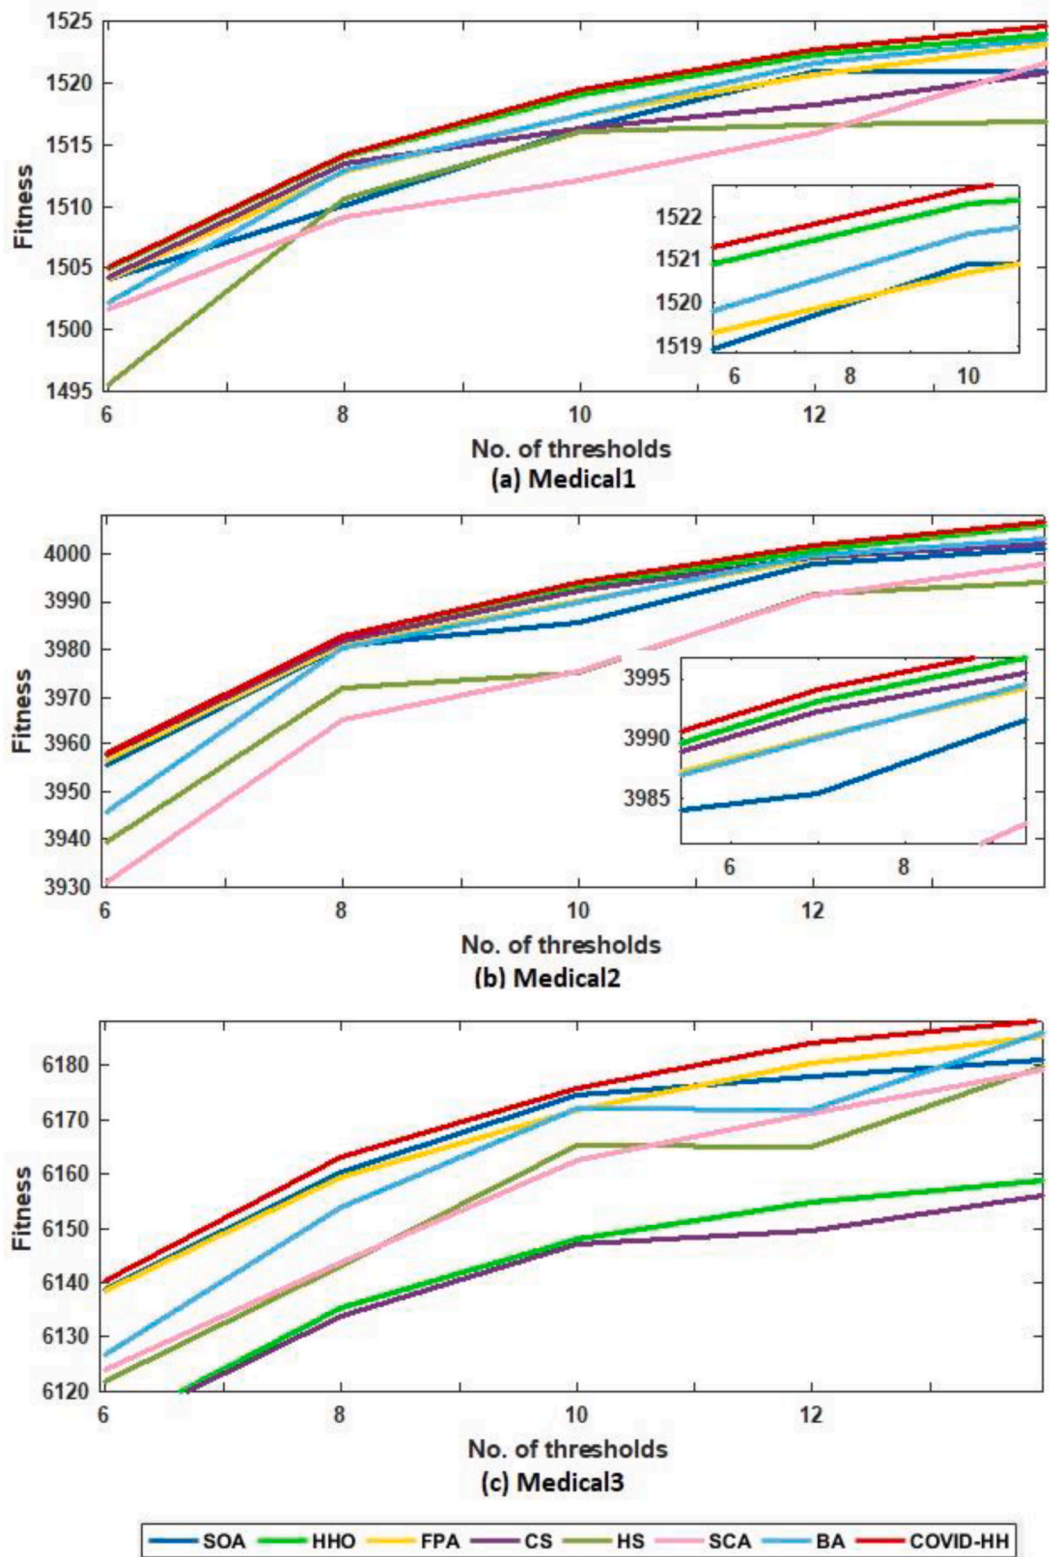 1525
1520
1515
1510
1505
1500
1495
Fitness
1522
1521
1520
1519
6 8 10
6 8 10 12
No. of thresholds
(a) Medical1
4000
3990
3980
3970
3960
3950
3940
3930
Fitness
3995
3990
3985
6 8
6 8 10 12
No. of thresholds
(b) Medical2
6180
6170
6160
6150
6140
6130
6120
Fitness
6 8 10 12
No. of thresholds
(c) Medical3
SOA HHO FPA CS HS SCA BA COVID-HH